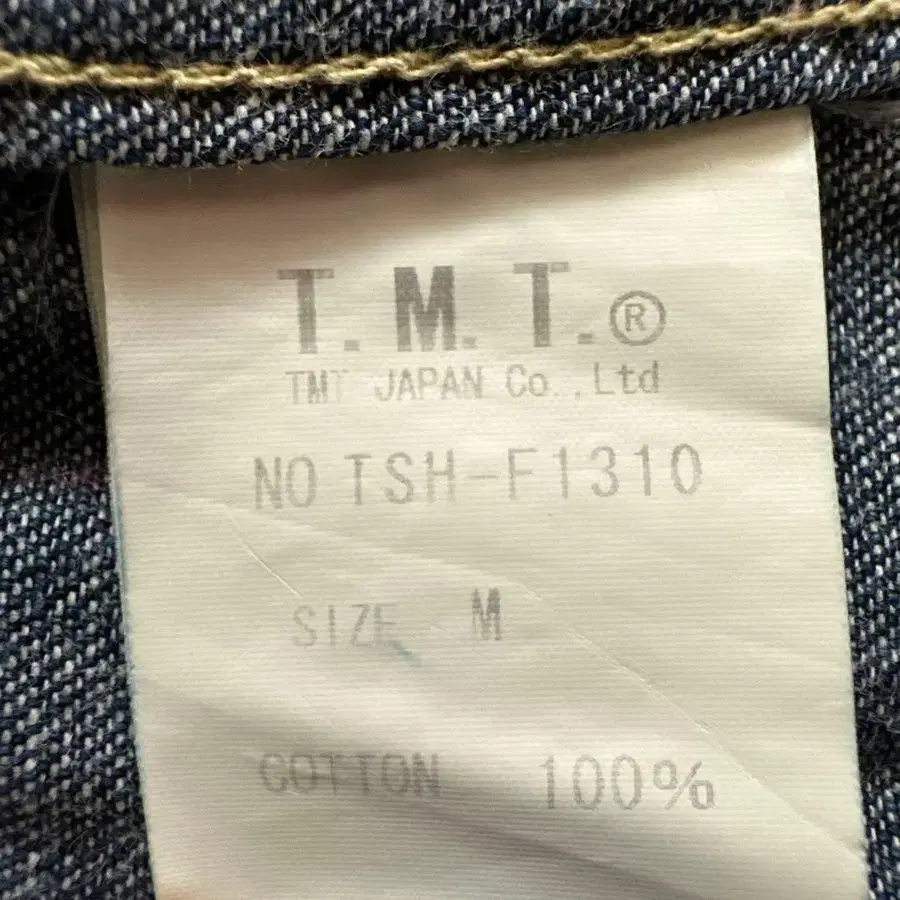 T.M.T.®
TMT JAPAN Co.,Ltd
NO TSH-F1310
SIZE M
COTTON 100%